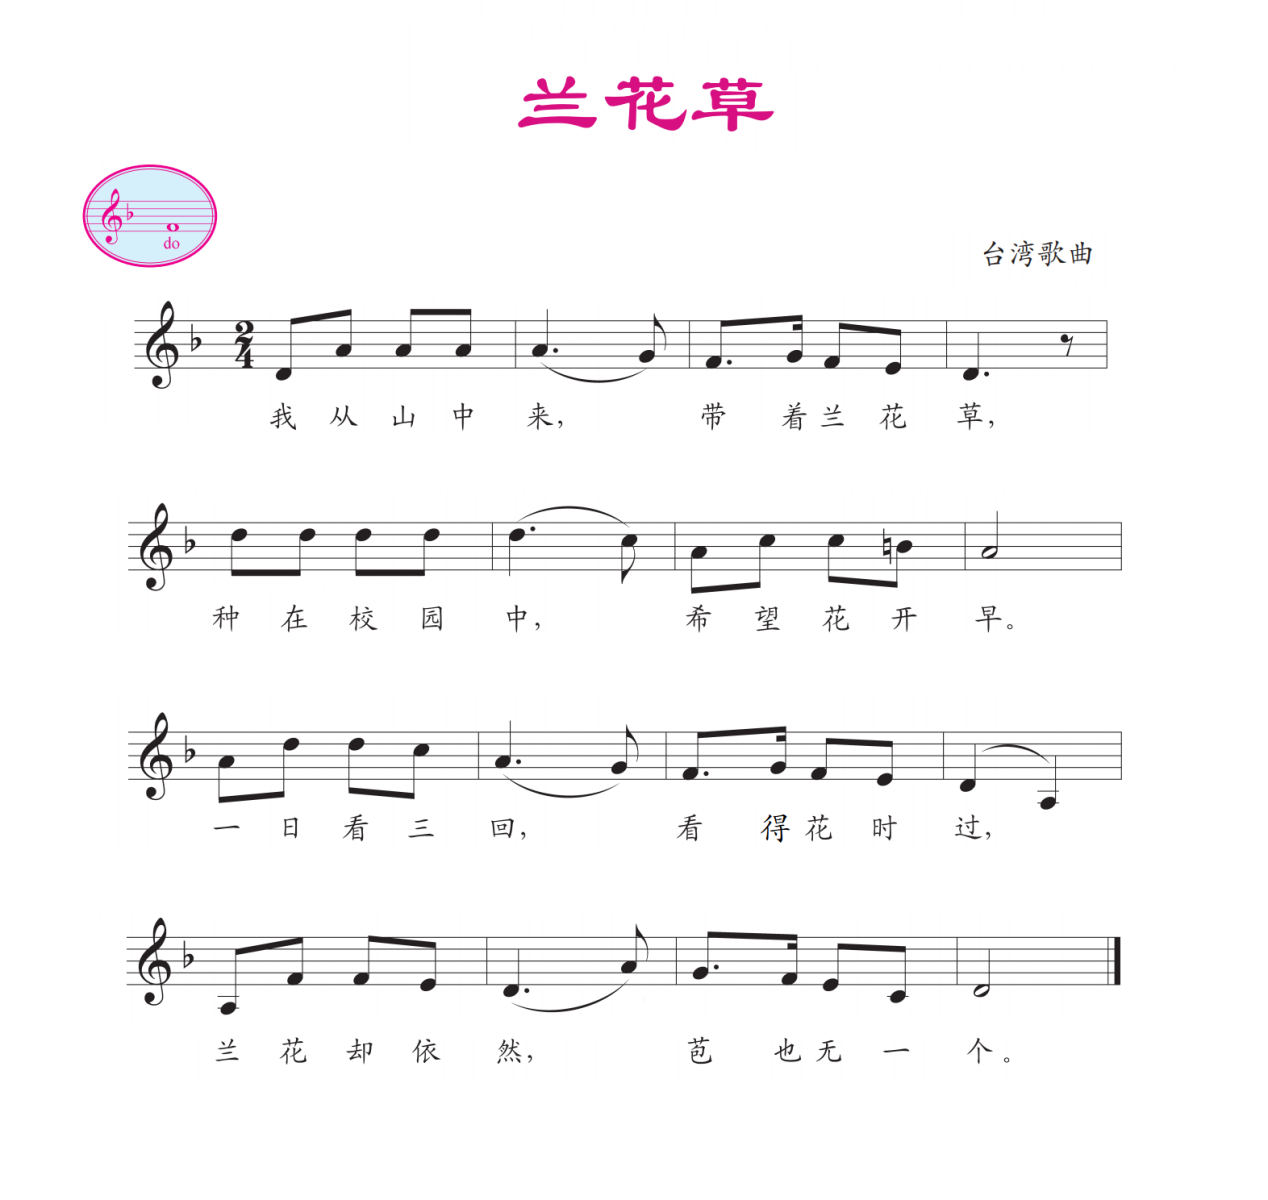 兰花草
do
台湾歌曲
2
4
我从山中来，带着兰花草，
种在校园中，希望花开早。
一日看三回，看得花时过，
兰花却依然，苞也无一个。